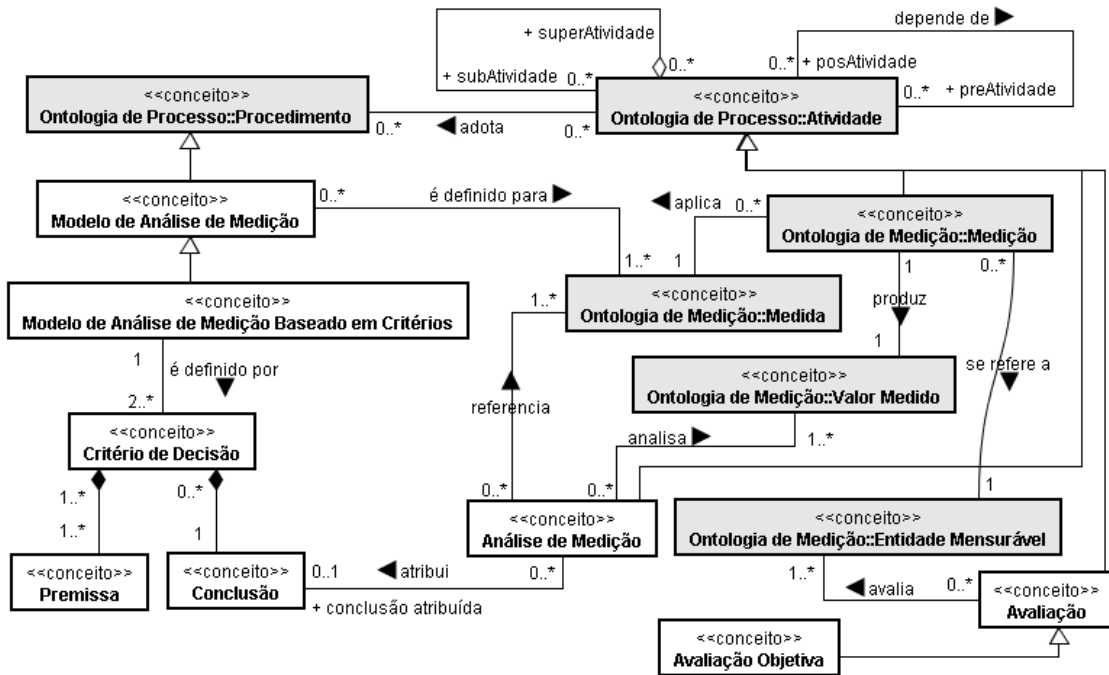 depende de
+ superAtividade
0..*
0..*
+ posAtividade
+ subAtividade
0..*
0..*
+ preAtividade
<<conceito>>
Ontologia de Processo::Procedimento
<<conceito>>
Ontologia de Processo::Atividade
0..*
adota
0..*
<<conceito>>
Modelo de Análise de Medição
0..*
é definido para
aplica
0..*
<<conceito>>
Ontologia de Medição::Medição
1..*
1
1
0..*
<<conceito>>
Modelo de Análise de Medição Baseado em Critérios
1..*
<<conceito>>
Ontologia de Medição::Medida
produz
1
é definido por
1
se refere a
2..*
<<conceito>>
Ontologia de Medição::Valor Medido
referencia
<<conceito>>
Critério de Decisão
analisa
1..*
1..*
0..*
0..*
0..*
1
1..*
1
<<conceito>>
Análise de Medição
<<conceito>>
Ontologia de Medição::Entidade Mensurável
<<conceito>>
Premissa
<<conceito>>
Conclusão
0..1
atribui
0..*
+ conclusão atribuída
1..*
avalia
0..*
<<conceito>>
Avaliação
<<conceito>>
Avaliação Objetiva